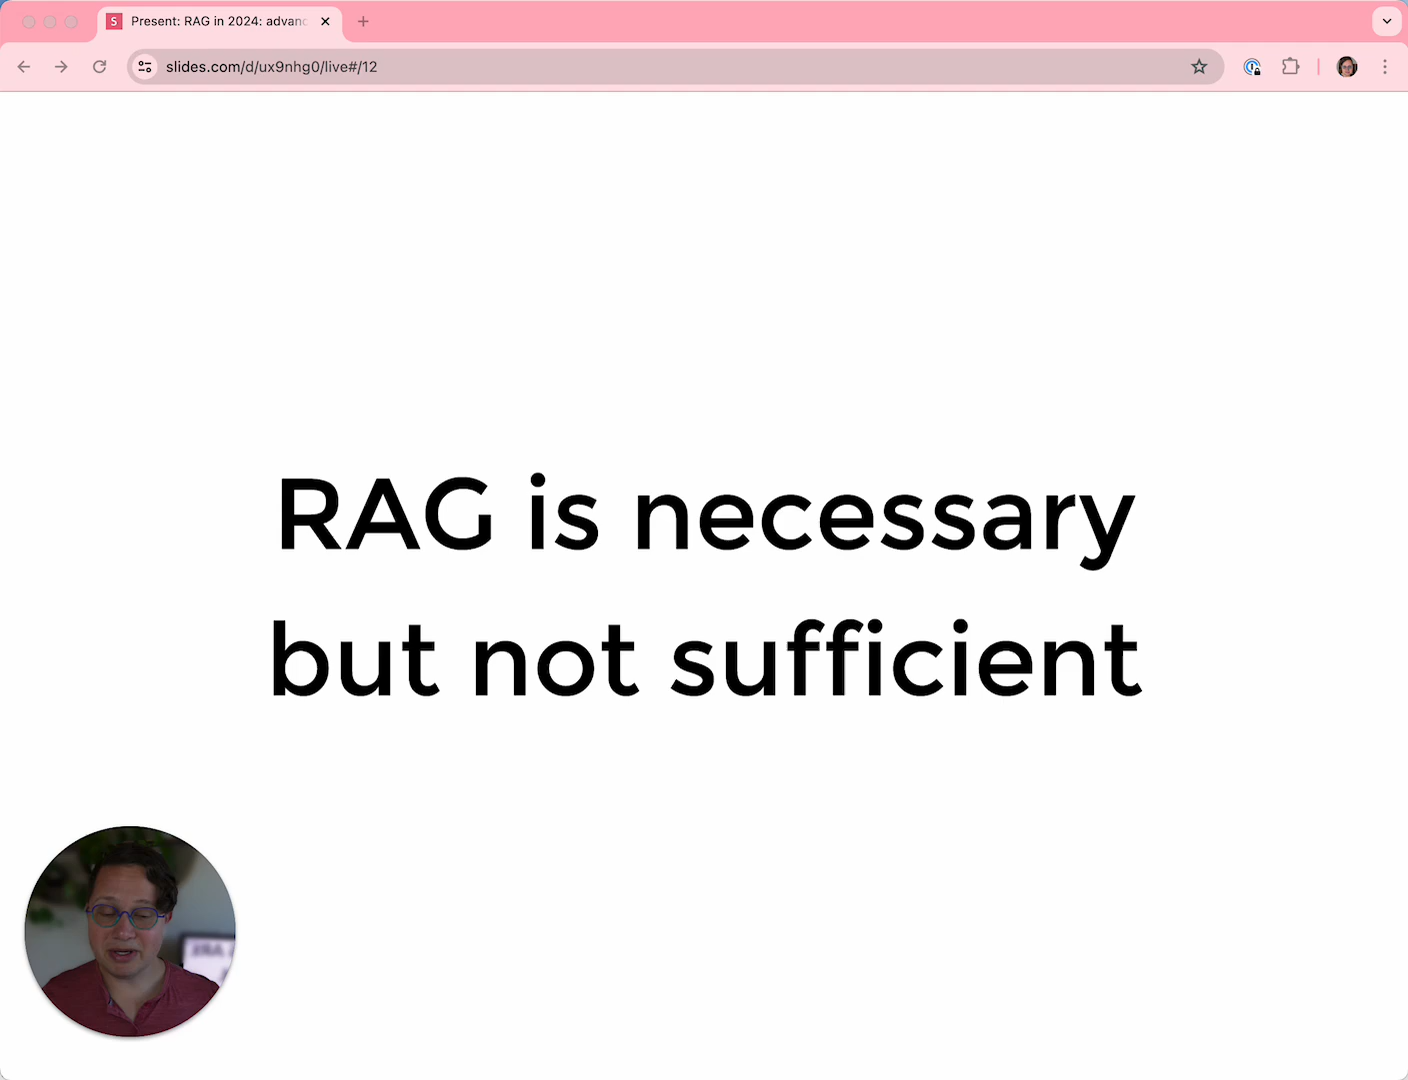 S Present: RAG in 2024: advanc
slides.com/d/ux9nhg0/live#/12
RAG is necessary
but not sufficient